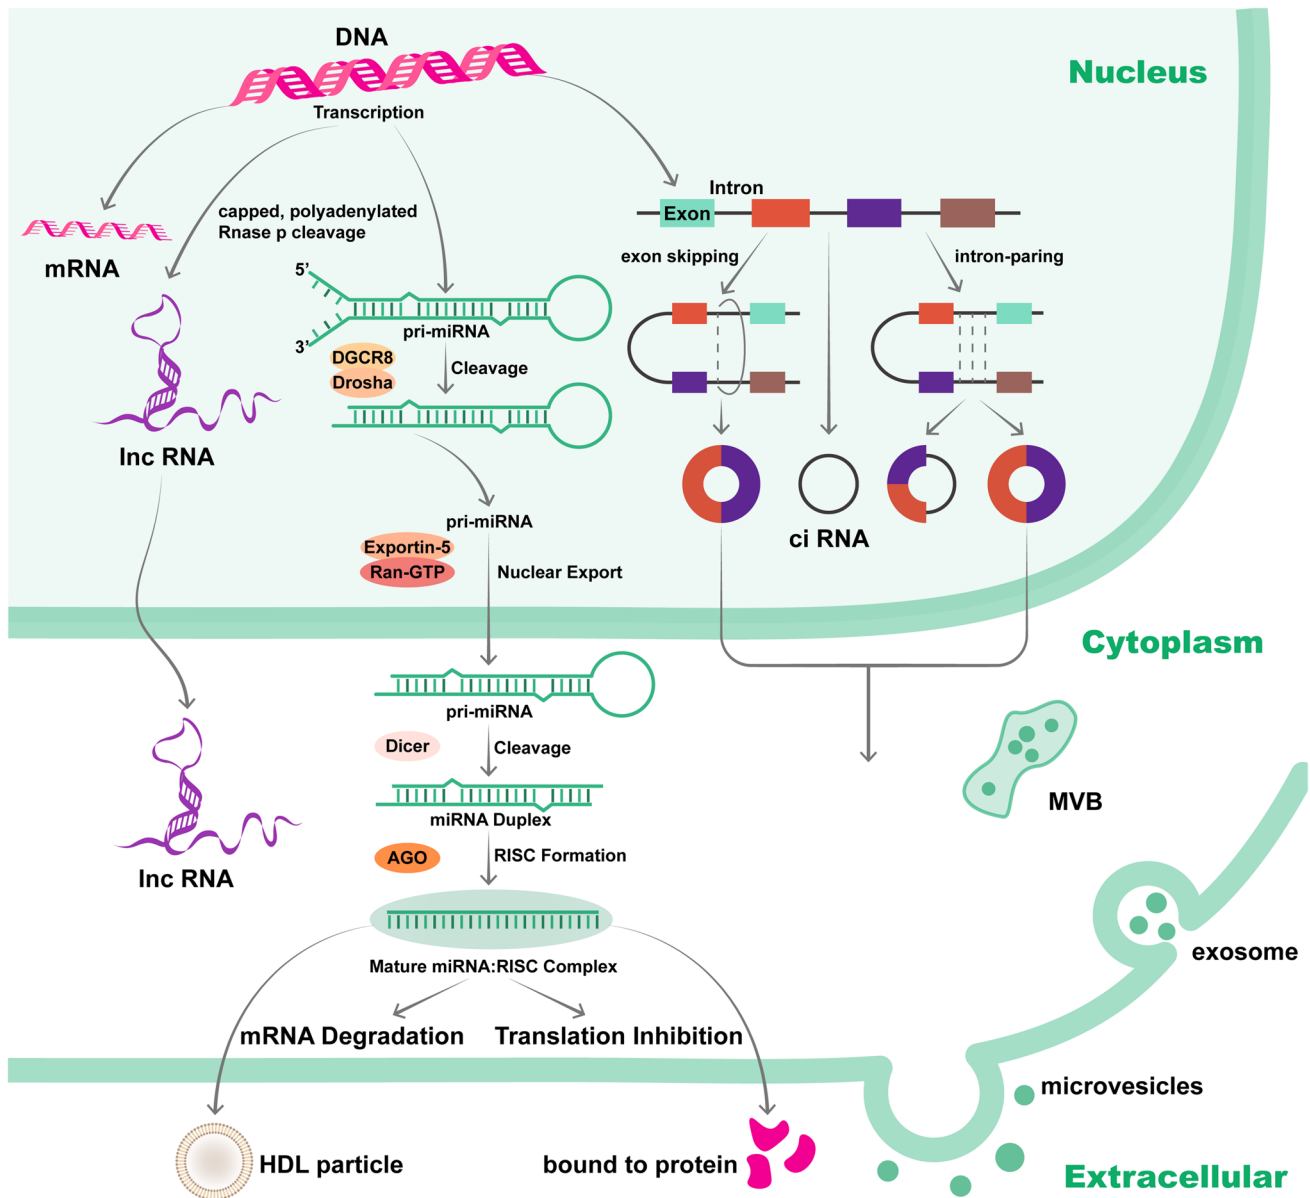 DNA
Nucleus
Transcription
Intron
Exon
capped, polyadenylated
Rnase p cleavage
mRNA
exon skipping
intron-paring
5’
pri-miRNA
3’
DGCR8
Drosha
Cleavage
lnc RNA
pri-miRNA
ci RNA
Exportin-5
Ran-GTP
Nuclear Export
Cytoplasm
pri-miRNA
Dicer
Cleavage
MVB
miRNA Duplex
AGO
RISC Formation
lnc RNA
exosome
Mature miRNA:RISC Complex
mRNA Degradation
Translation Inhibition
microvesicles
HDL particle
bound to protein
Extracellular